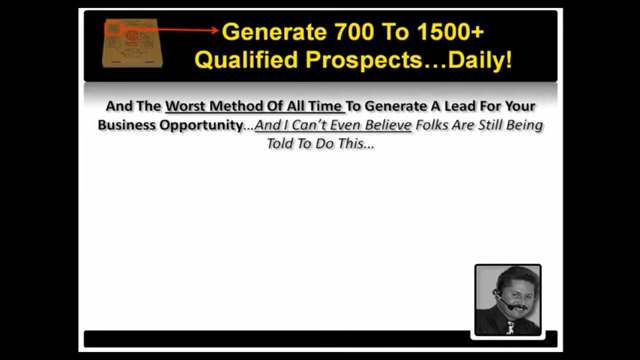 Generate 700 To 1500+
Qualified Prospects...Daily!
And The Worst Method Of All Time To Generate A Lead For Your
Business Opportunity...And I Can't Even Believe Folks Are Still Being
Told To Do This...